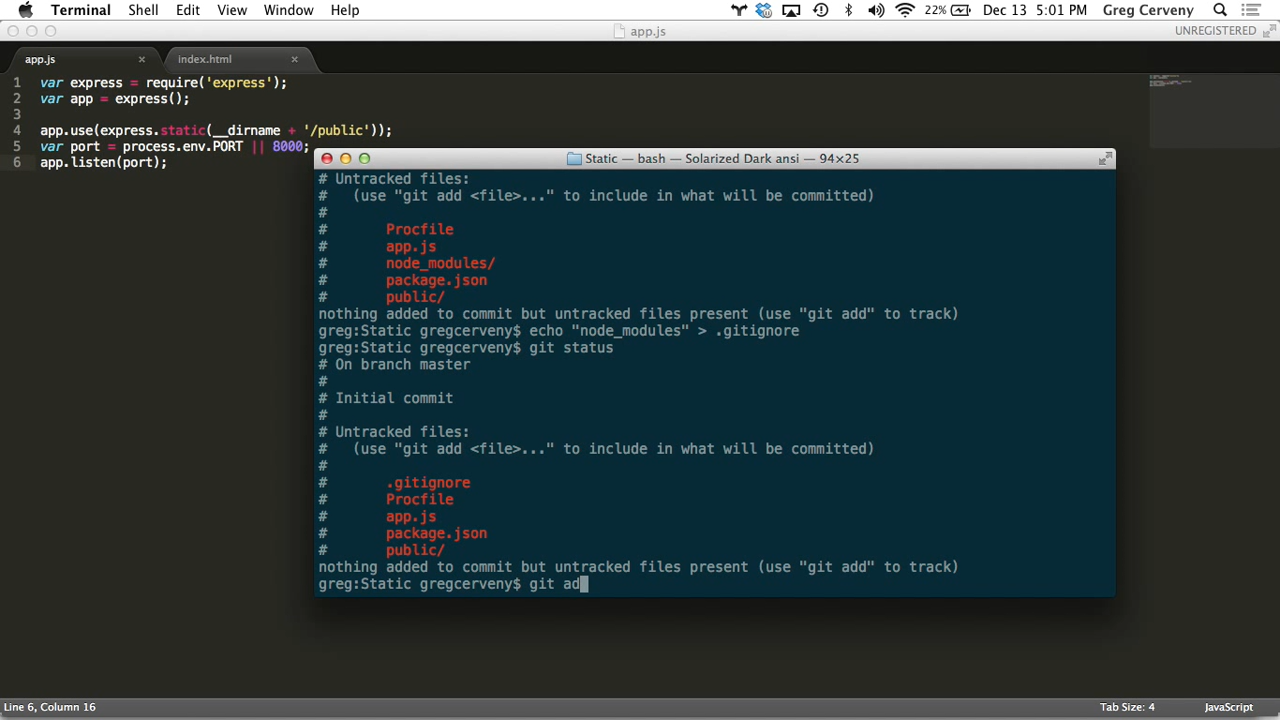 Terminal Shell Edit View Window Help 22% Dec 13 5:01 PM Greg Cerveny
app.js UNREGISTERED
app.js × index.html ×
1 var express = require('express');
2 var app = express();
3
4 app.use(express.static(__dirname + '/public'));
5 var port = process.env.PORT || 8000;
6 app.listen(port);
Static — bash — Solarized Dark ansi — 94×25
# Untracked files:
#   (use "git add <file>..." to include in what will be committed)
#
#       Procfile
#       app.js
#       node_modules/
#       package.json
#       public/
nothing added to commit but untracked files present (use "git add" to track)
greg:Static gregcerveny$ echo "node_modules" > .gitignore
greg:Static gregcerveny$ git status
# On branch master
#
# Initial commit
#
# Untracked files:
#   (use "git add <file>..." to include in what will be committed)
#
#       .gitignore
#       Procfile
#       app.js
#       package.json
#       public/
nothing added to commit but untracked files present (use "git add" to track)
greg:Static gregcerveny$ git ad
Line 6, Column 16 Tab Size: 4 JavaScript